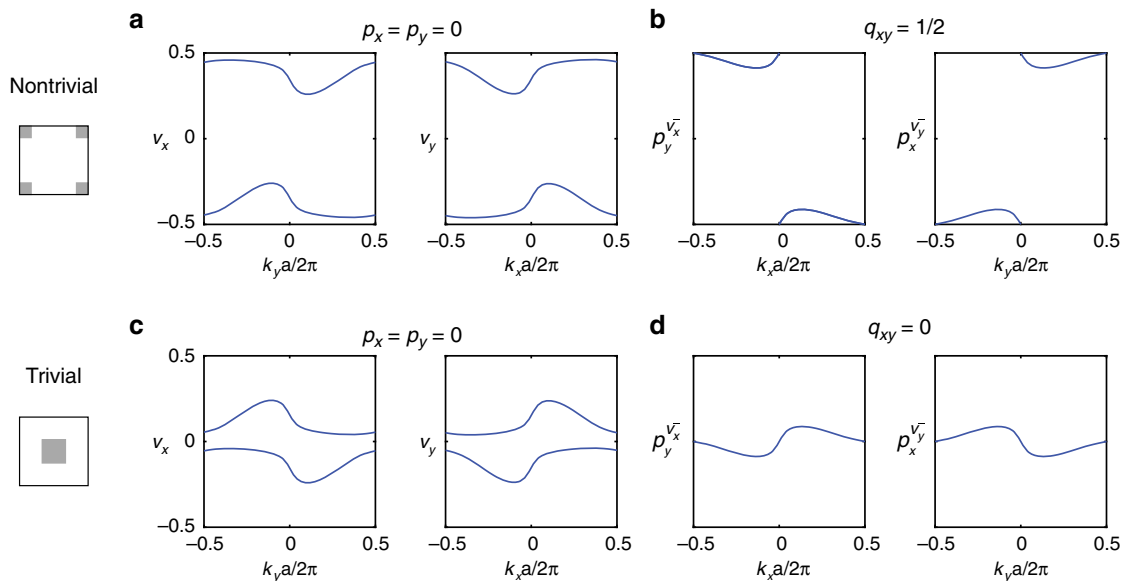 a
p_x = p_y = 0
b
q_xy = 1/2
Nontrivial
0.5
0
−0.5
v_x
−0.5 0 0.5
k_y a/2π
v_y
−0.5 0 0.5
k_x a/2π
p_y^{v_x^-}
−0.5 0 0.5
k_x a/2π
p_x^{v_y^-}
−0.5 0 0.5
k_y a/2π
c
p_x = p_y = 0
d
q_xy = 0
Trivial
0.5
0
−0.5
v_x
−0.5 0 0.5
k_y a/2π
v_y
−0.5 0 0.5
k_x a/2π
p_y^{v_x^-}
−0.5 0 0.5
k_x a/2π
p_x^{v_y^-}
−0.5 0 0.5
k_y a/2π